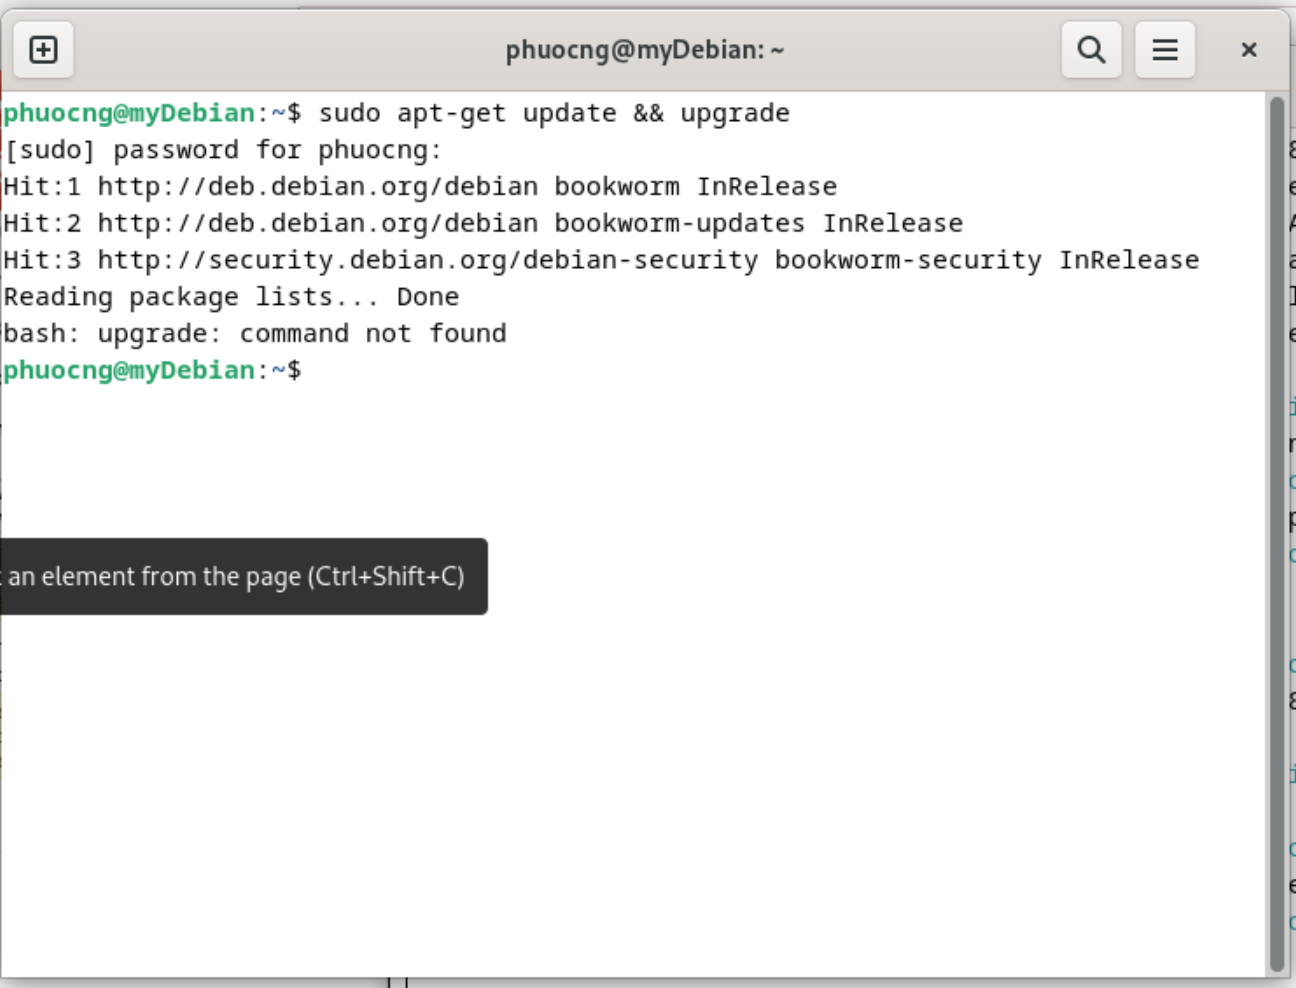 phuocng@myDebian: ~
phuocng@myDebian:~$ sudo apt-get update && upgrade
[sudo] password for phuocng:
Hit:1 http://deb.debian.org/debian bookworm InRelease
Hit:2 http://deb.debian.org/debian bookworm-updates InRelease
Hit:3 http://security.debian.org/debian-security bookworm-security InRelease
Reading package lists... Done
bash: upgrade: command not found
phuocng@myDebian:~$
an element from the page (Ctrl+Shift+C)